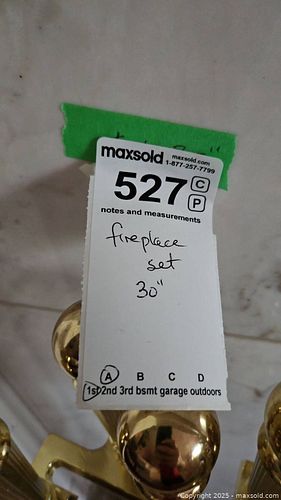 maxsold maxsold.com
1-877-257-7799
527 C
P
notes and measurements
fireplace
set
30"
A B C D
1st 2nd 3rd bsmt garage outdoors
Copyright © 2025 - maxsold.com